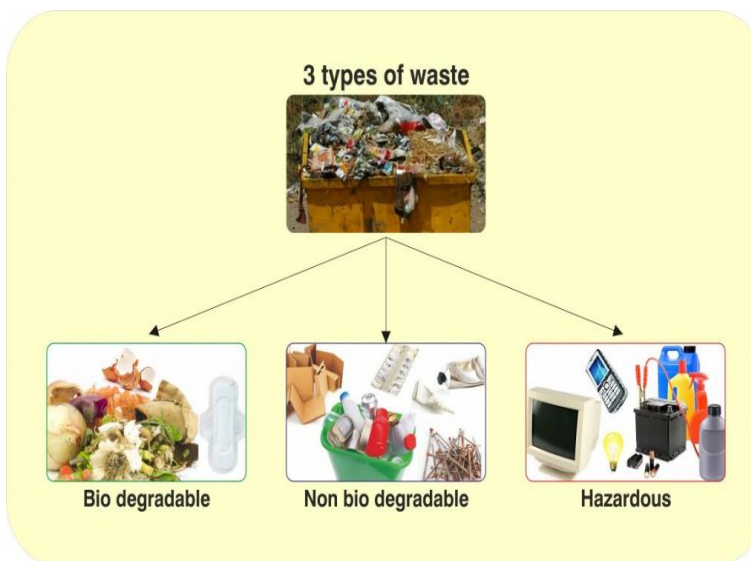 3 types of waste
Bio degradable
Non bio degradable
Hazardous